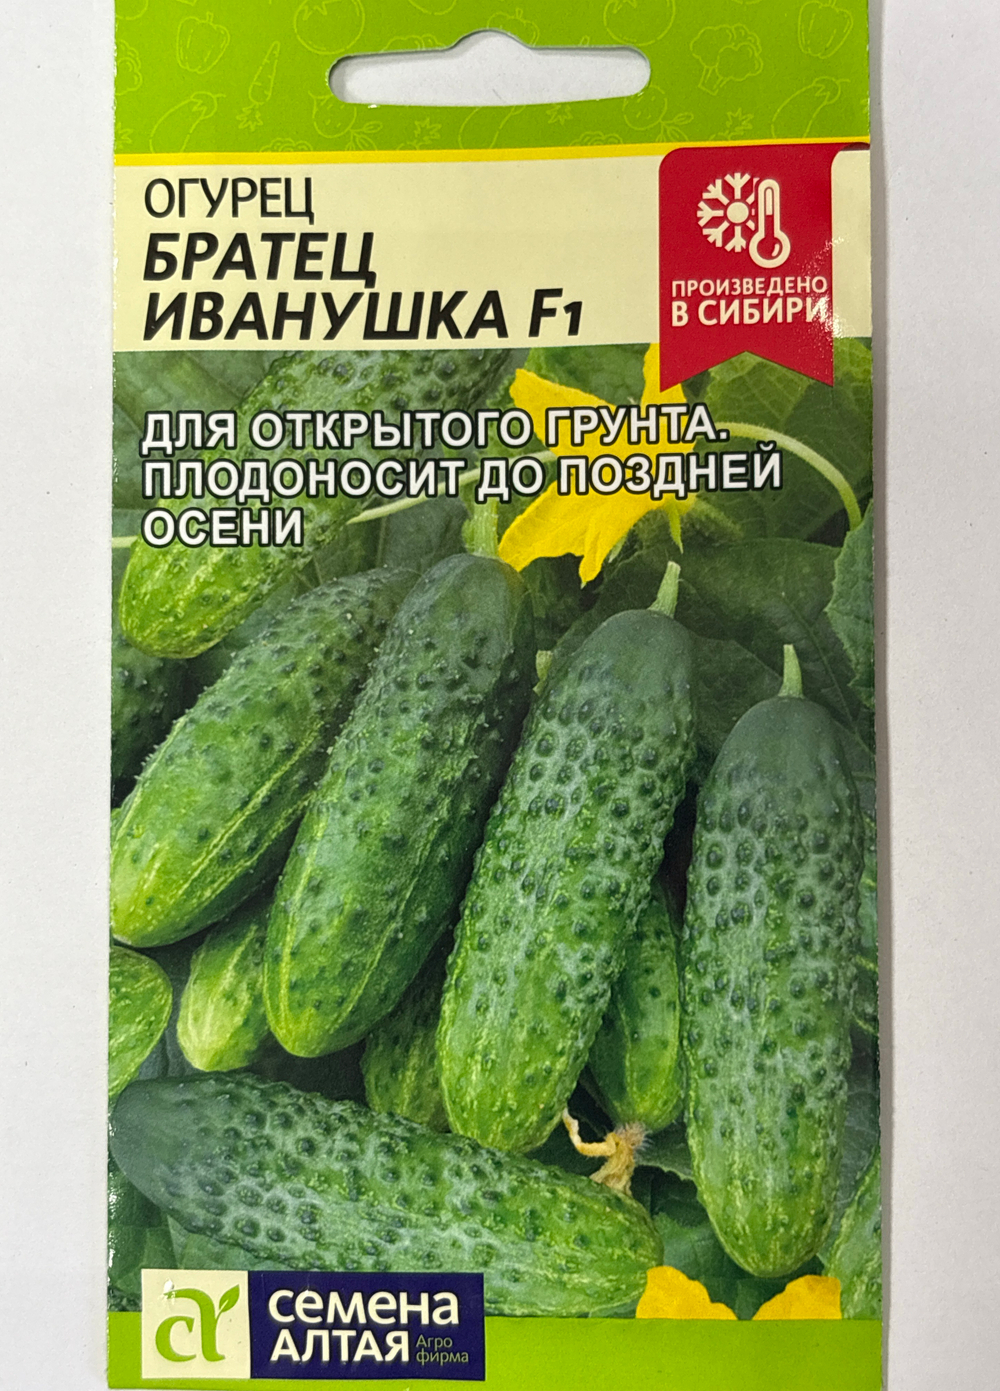 ОГУРЕЦ
БРАТЕЦ
ИВАНУШКА F1
ПРОИЗВЕДЕНО
В СИБИРИ
ДЛЯ ОТКРЫТОГО ГРУНТА.
ПЛОДОНОСИТ ДО ПОЗДНЕЙ
ОСЕНИ
семена
АЛТАЯ
Агро
фирма